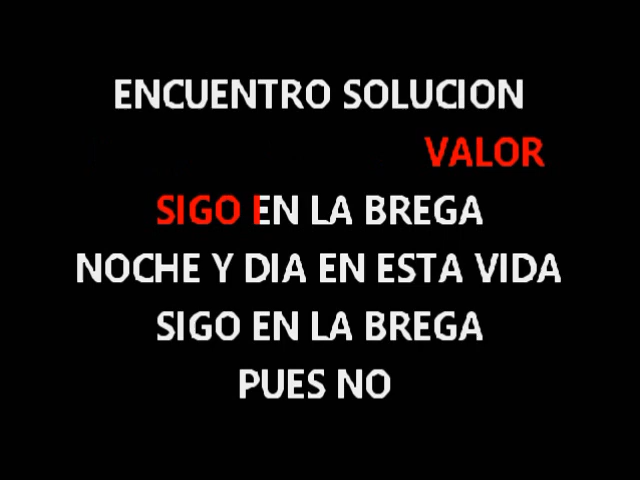 ENCUENTRO SOLUCION
VALOR
SIGO EN LA BREGA
NOCHE Y DIA EN ESTA VIDA
SIGO EN LA BREGA
PUES NO